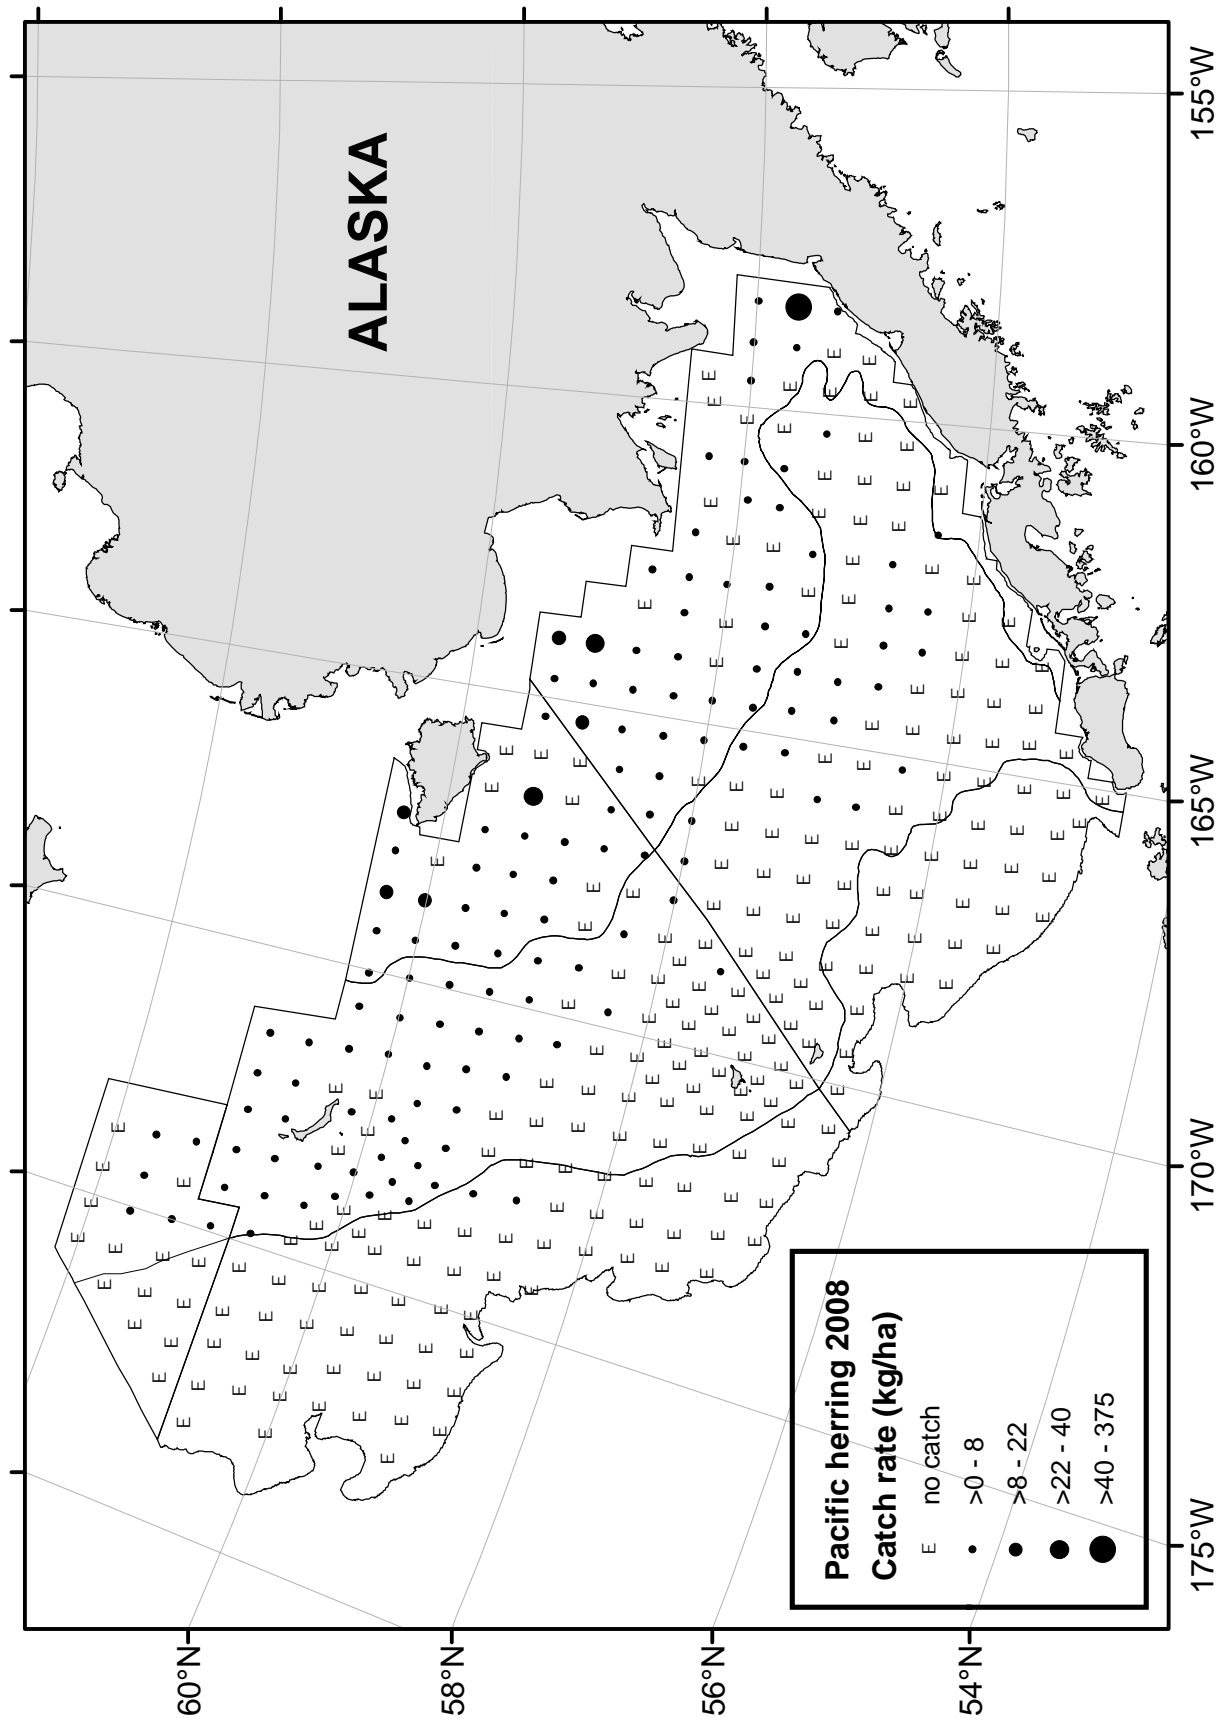 ALASKA
60°N
58°N
56°N
54°N
Pacific herring 2008
Catch rate (kg/ha)
E no catch
>0 - 8
>8 - 22
>22 - 40
>40 - 375
175°W
170°W
165°W
160°W
155°W